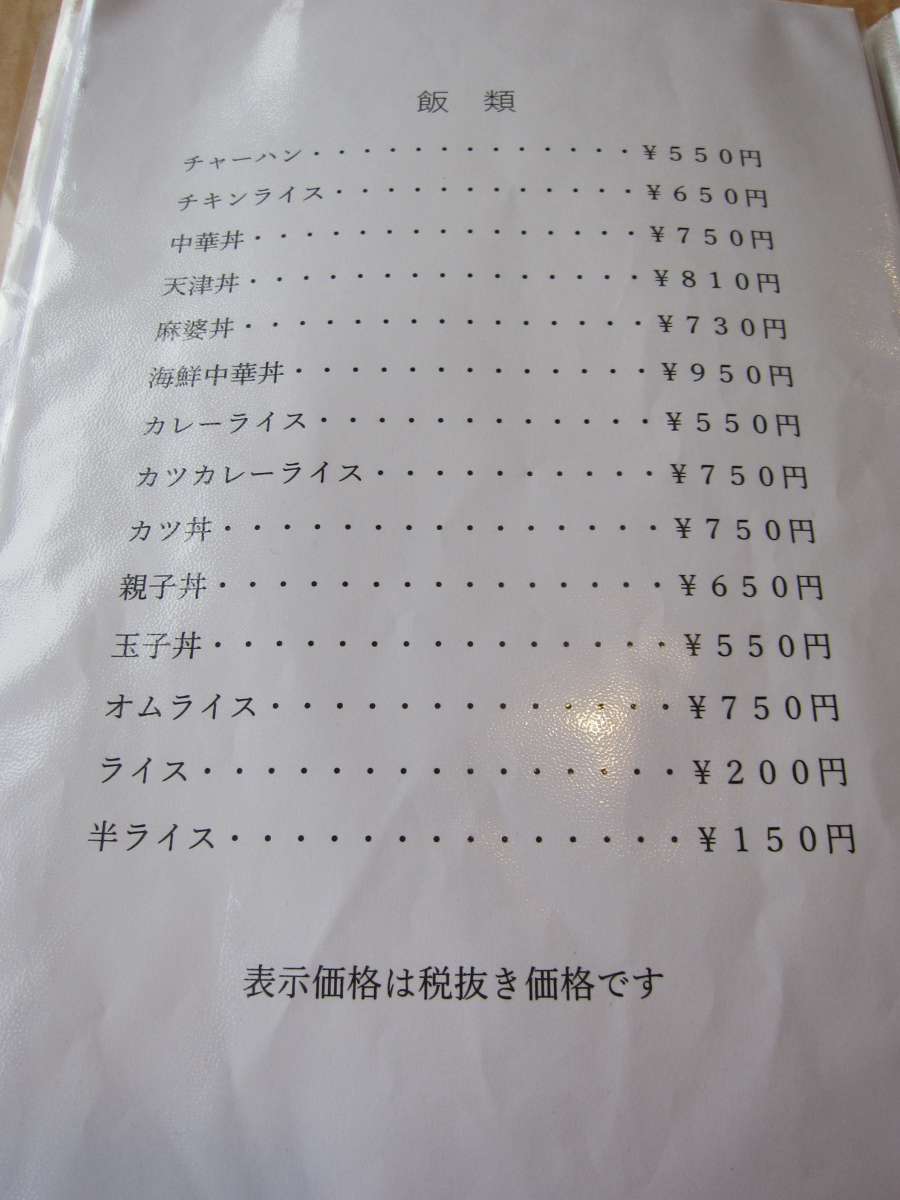 飯 類
チャーハン・・・・・・・・・・・・・￥５５０円
チキンライス・・・・・・・・・・・・￥６５０円
中華丼・・・・・・・・・・・・・・・￥７５０円
天津丼・・・・・・・・・・・・・・・￥８１０円
麻婆丼・・・・・・・・・・・・・・・￥７３０円
海鮮中華丼・・・・・・・・・・・・・￥９５０円
カレーライス・・・・・・・・・・・・￥５５０円
カツカレーライス・・・・・・・・・・￥７５０円
カツ丼・・・・・・・・・・・・・・・￥７５０円
親子丼・・・・・・・・・・・・・・・￥６５０円
玉子丼・・・・・・・・・・・・・・・￥５５０円
オムライス・・・・・・・・・・・・・￥７５０円
ライス・・・・・・・・・・・・・・・￥２００円
半ライス・・・・・・・・・・・・・・￥１５０円
表示価格は税抜き価格です